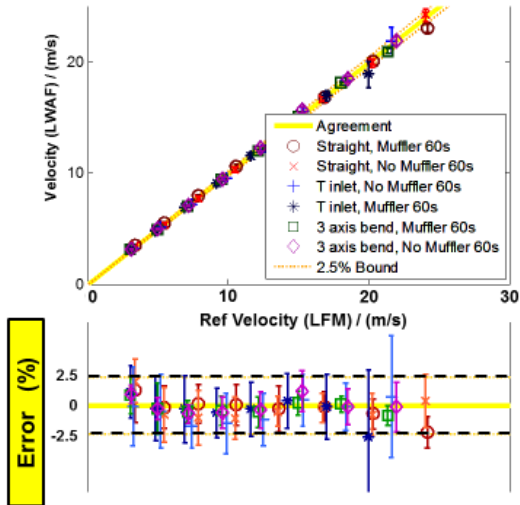 20
10
0
Velocity (LWAF) / (m/s)
Agreement
Straight, Muffler 60s
Straight, No Muffler 60s
T inlet, No Muffler 60s
T inlet, Muffler 60s
3 axis bend, Muffler 60s
3 axis bend, No Muffler 60s
2.5% Bound
0 10 20 30
Ref Velocity (LFM) / (m/s)
Error (%)
2.5
0
-2.5